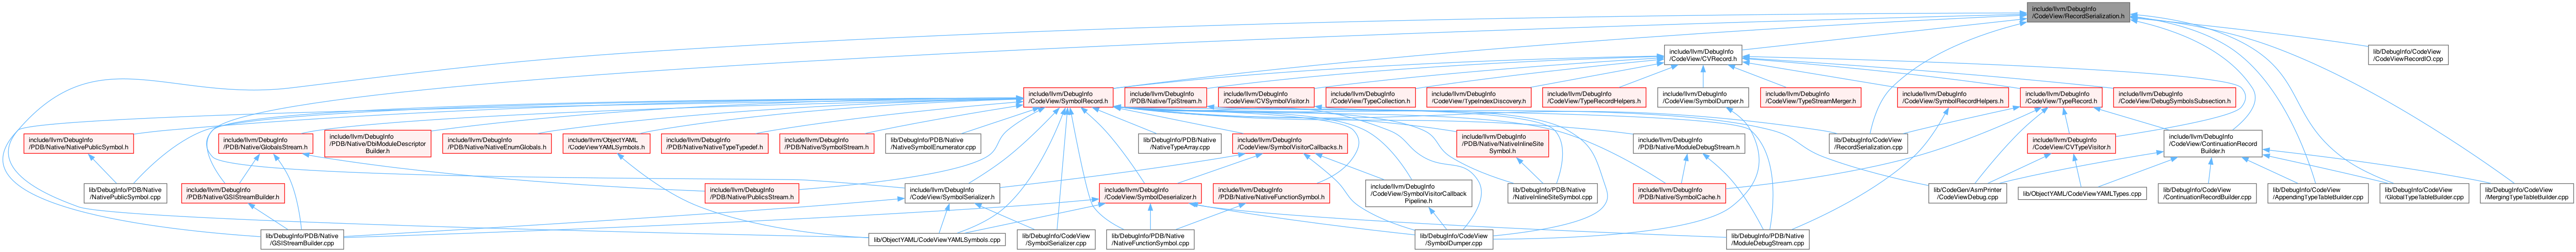 include/llvm/DebugInfo
/CodeView/RecordSerialization.h
include/llvm/DebugInfo
/CodeView/CVRecord.h
lib/DebugInfo/CodeView
/CodeViewRecordIO.cpp
include/llvm/DebugInfo
/CodeView/SymbolRecord.h
include/llvm/DebugInfo
/PDB/Native/TpiStream.h
include/llvm/DebugInfo
/CodeView/CVSymbolVisitor.h
include/llvm/DebugInfo
/CodeView/TypeCollection.h
include/llvm/DebugInfo
/CodeView/TypeIndexDiscovery.h
include/llvm/DebugInfo
/CodeView/TypeRecordHelpers.h
include/llvm/DebugInfo
/CodeView/SymbolDumper.h
include/llvm/DebugInfo
/CodeView/TypeStreamMerger.h
include/llvm/DebugInfo
/CodeView/SymbolRecordHelpers.h
include/llvm/DebugInfo
/CodeView/TypeRecord.h
include/llvm/DebugInfo
/CodeView/DebugSymbolsSubsection.h
include/llvm/DebugInfo
/PDB/Native/NativePublicSymbol.h
include/llvm/DebugInfo
/PDB/Native/GlobalsStream.h
include/llvm/DebugInfo
/PDB/Native/DbiModuleDescriptor
Builder.h
include/llvm/DebugInfo
/PDB/Native/NativeEnumGlobals.h
include/llvm/ObjectYAML
/CodeViewYAMLSymbols.h
include/llvm/DebugInfo
/PDB/Native/NativeTypeTypedef.h
include/llvm/DebugInfo
/PDB/Native/SymbolStream.h
lib/DebugInfo/PDB/Native
/NativeSymbolEnumerator.cpp
lib/DebugInfo/PDB/Native
/NativeTypeArray.cpp
include/llvm/DebugInfo
/CodeView/SymbolVisitorCallbacks.h
include/llvm/DebugInfo
/PDB/Native/NativeInlineSite
Symbol.h
include/llvm/DebugInfo
/PDB/Native/ModuleDebugStream.h
lib/DebugInfo/CodeView
/RecordSerialization.cpp
include/llvm/DebugInfo
/CodeView/CVTypeVisitor.h
include/llvm/DebugInfo
/CodeView/ContinuationRecord
Builder.h
lib/DebugInfo/PDB/Native
/NativePublicSymbol.cpp
include/llvm/DebugInfo
/PDB/Native/GSIStreamBuilder.h
include/llvm/DebugInfo
/PDB/Native/PublicsStream.h
include/llvm/DebugInfo
/CodeView/SymbolSerializer.h
include/llvm/DebugInfo
/CodeView/SymbolDeserializer.h
include/llvm/DebugInfo
/PDB/Native/NativeFunctionSymbol.h
include/llvm/DebugInfo
/CodeView/SymbolVisitorCallback
Pipeline.h
lib/DebugInfo/PDB/Native
/NativeInlineSiteSymbol.cpp
include/llvm/DebugInfo
/PDB/Native/SymbolCache.h
lib/CodeGen/AsmPrinter
/CodeViewDebug.cpp
lib/ObjectYAML/CodeViewYAMLTypes.cpp
lib/DebugInfo/CodeView
/ContinuationRecordBuilder.cpp
lib/DebugInfo/CodeView
/AppendingTypeTableBuilder.cpp
lib/DebugInfo/CodeView
/GlobalTypeTableBuilder.cpp
lib/DebugInfo/CodeView
/MergingTypeTableBuilder.cpp
lib/DebugInfo/PDB/Native
/GSIStreamBuilder.cpp
lib/ObjectYAML/CodeViewYAMLSymbols.cpp
lib/DebugInfo/CodeView
/SymbolSerializer.cpp
lib/DebugInfo/PDB/Native
/NativeFunctionSymbol.cpp
lib/DebugInfo/CodeView
/SymbolDumper.cpp
lib/DebugInfo/PDB/Native
/ModuleDebugStream.cpp